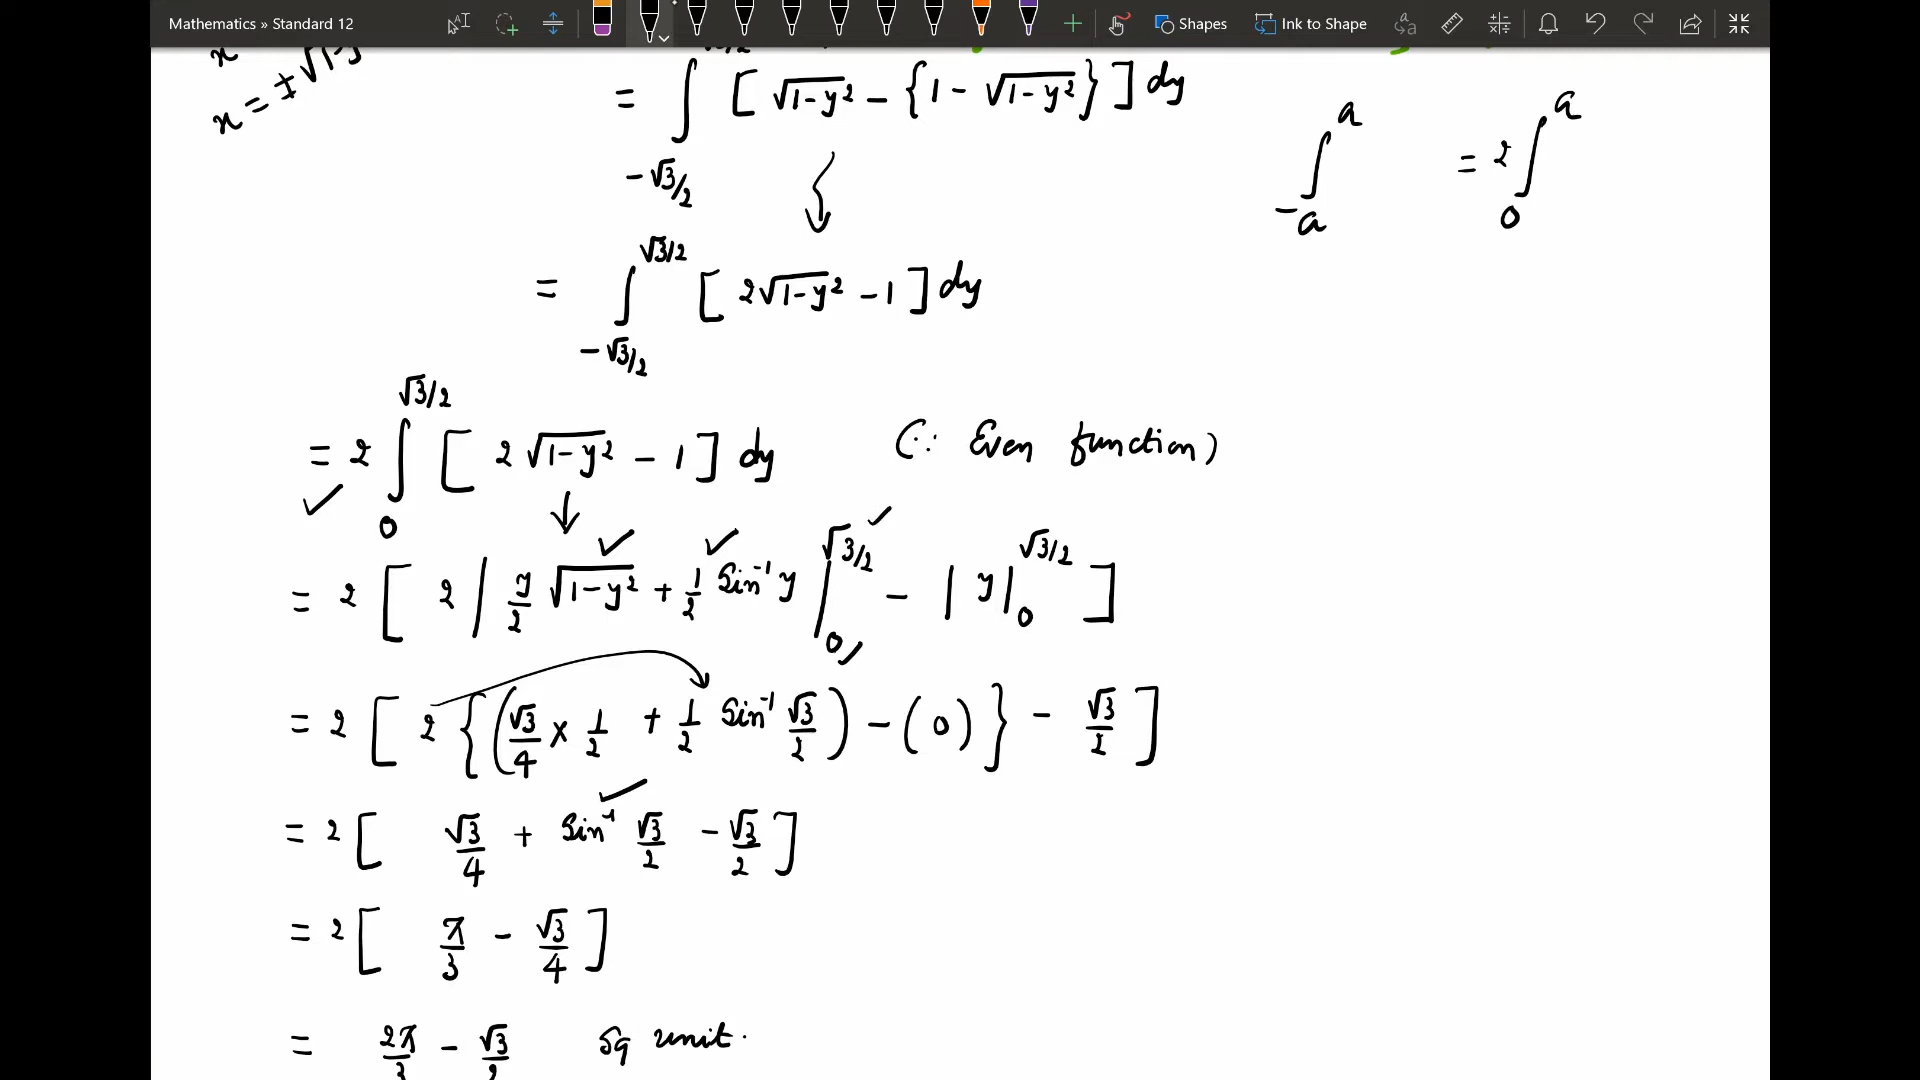 Mathematics » Standard 12
Shapes
Ink to Shape
x
x = ±√1-y
= ∫ [ √1-y² - {1 - √1-y²} ] dy
-√3/2
∫ a -a = 2 ∫ a 0
= ∫ √3/2 -√3/2 [ 2√1-y² - 1 ] dy
= 2 ∫ √3/2 0 [ 2 √1-y² - 1 ] dy (∵ Even function)
= 2 [ 2 | y/2 √1-y² + 1/2 Sin⁻¹ y | √3/2 0 - | y | √3/2 0 ]
= 2 [ 2 { ( √3/4 × 1/2 + 1/2 Sin⁻¹ √3/2 ) - (0) } - √3/2 ]
= 2 [ √3/4 + Sin⁻¹ √3/2 - √3/2 ]
= 2 [ π/3 - √3/4 ]
= 2π/3 - √3/2 Sq unit.